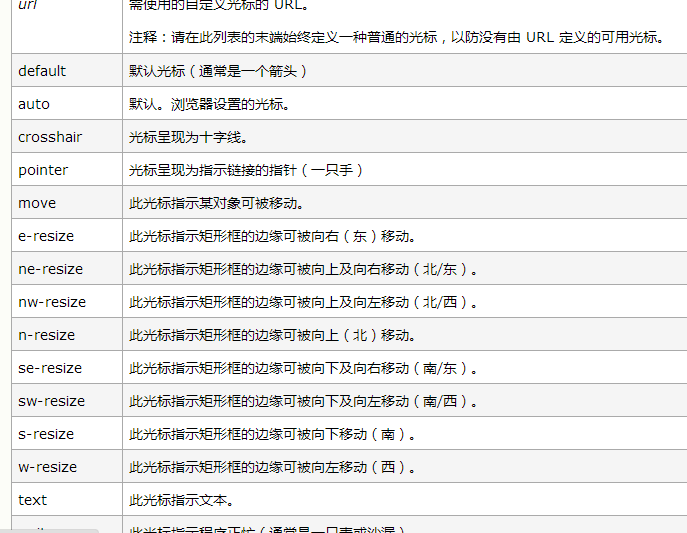 url 需使用的自定义光标的 URL。
注释：请在此列表的末端始终定义一种普通的光标，以防没有由 URL 定义的可用光标。
default 默认光标（通常是一个箭头）
auto 默认。浏览器设置的光标。
crosshair 光标呈现为十字线。
pointer 光标呈现为指示链接的指针（一只手）
move 此光标指示某对象可被移动。
e-resize 此光标指示矩形框的边缘可被向右（东）移动。
ne-resize 此光标指示矩形框的边缘可被向上及向右移动（北/东）。
nw-resize 此光标指示矩形框的边缘可被向上及向左移动（北/西）。
n-resize 此光标指示矩形框的边缘可被向上（北）移动。
se-resize 此光标指示矩形框的边缘可被向下及向右移动（南/东）。
sw-resize 此光标指示矩形框的边缘可被向下及向左移动（南/西）。
s-resize 此光标指示矩形框的边缘可被向下移动（南）。
w-resize 此光标指示矩形框的边缘可被向左移动（西）。
text 此光标指示文本。
此光标指示程序正忙（通常是一只表或沙漏）